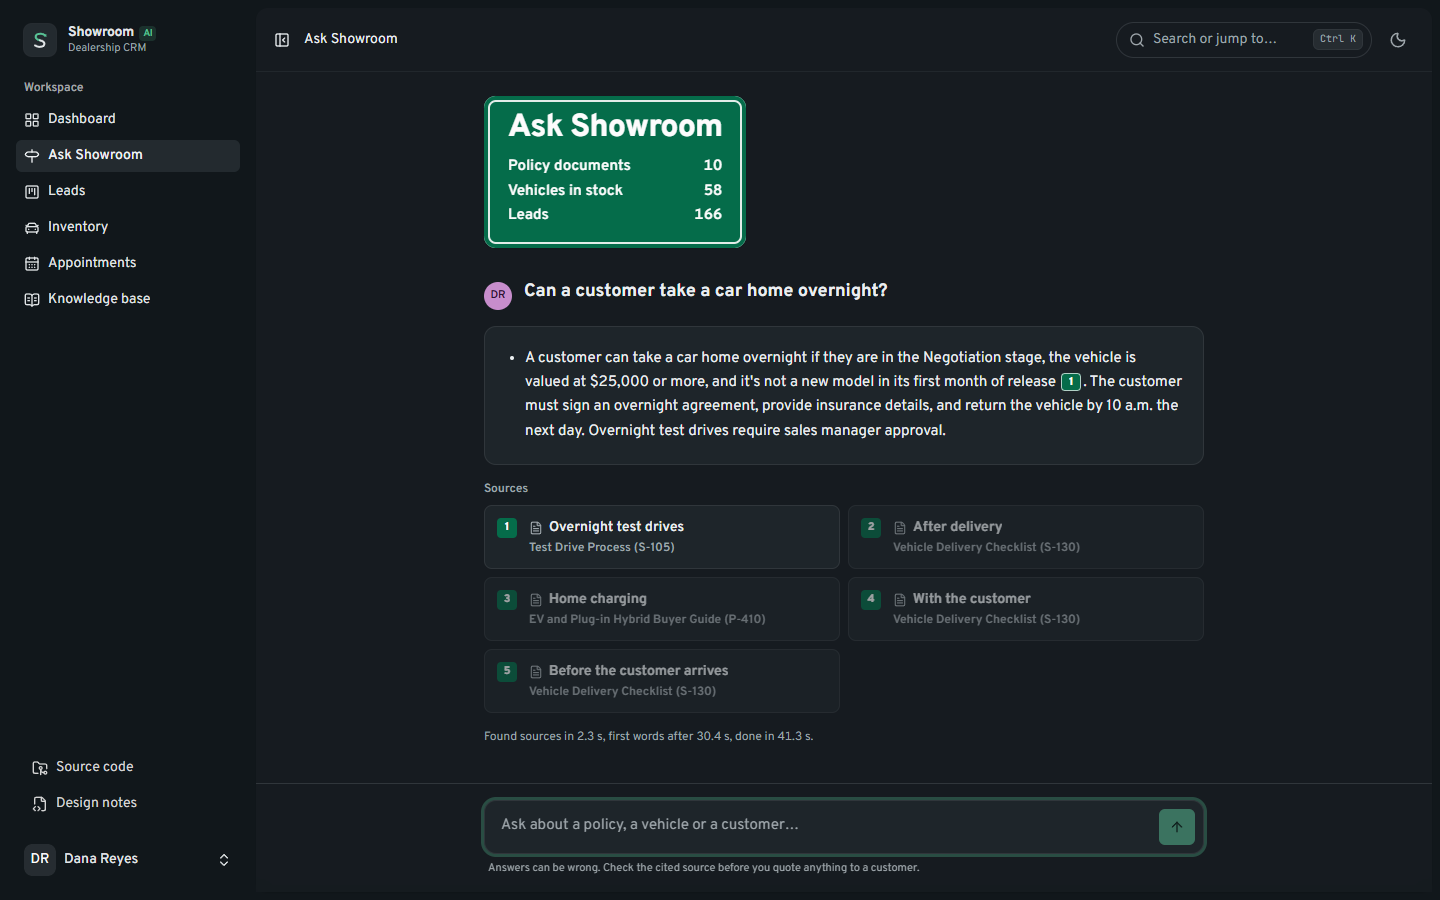 Showroom AI
Dealership CRM
Workspace
Dashboard
Ask Showroom
Leads
Inventory
Appointments
Knowledge base
Source code
Design notes
DR Dana Reyes
Ask Showroom
Search or jump to... Ctrl K
Ask Showroom
Policy documents 10
Vehicles in stock 58
Leads 166
DR Can a customer take a car home overnight?
• A customer can take a car home overnight if they are in the Negotiation stage, the vehicle is
valued at $25,000 or more, and it's not a new model in its first month of release 1 . The customer
must sign an overnight agreement, provide insurance details, and return the vehicle by 10 a.m. the
next day. Overnight test drives require sales manager approval.
Sources
1 Overnight test drives
Test Drive Process (S-105)
2 After delivery
Vehicle Delivery Checklist (S-130)
3 Home charging
EV and Plug-in Hybrid Buyer Guide (P-410)
4 With the customer
Vehicle Delivery Checklist (S-130)
5 Before the customer arrives
Vehicle Delivery Checklist (S-130)
Found sources in 2.3 s, first words after 30.4 s, done in 41.3 s.
Ask about a policy, a vehicle or a customer...
Answers can be wrong. Check the cited source before you quote anything to a customer.